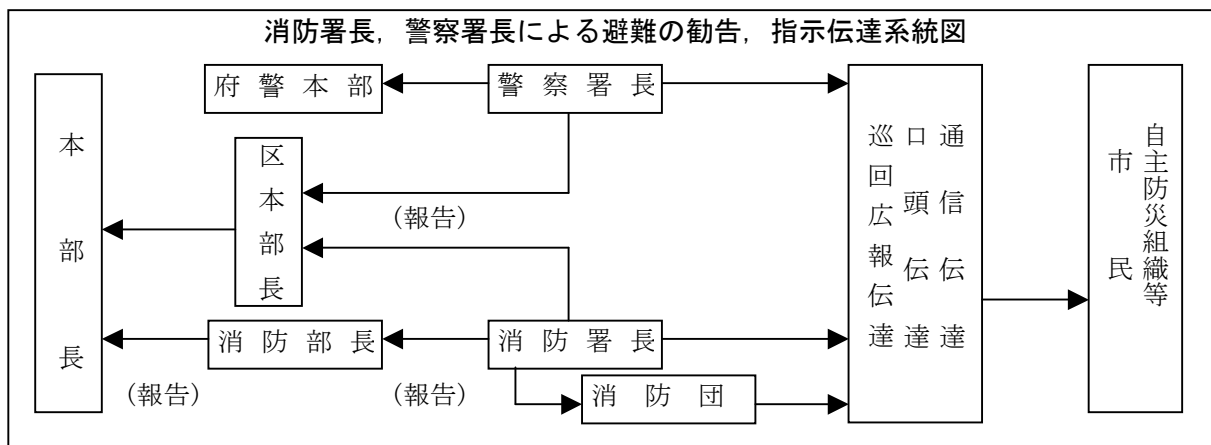 消防署長，警察署長による避難の勧告，指示伝達系統図
府警本部
警察署長
本部長
区本部長
（報告）
消防部長
消防署長
（報告）
（報告）
消防団
通信伝達
口頭伝達
巡回広報伝達
自主防災組織等
市民